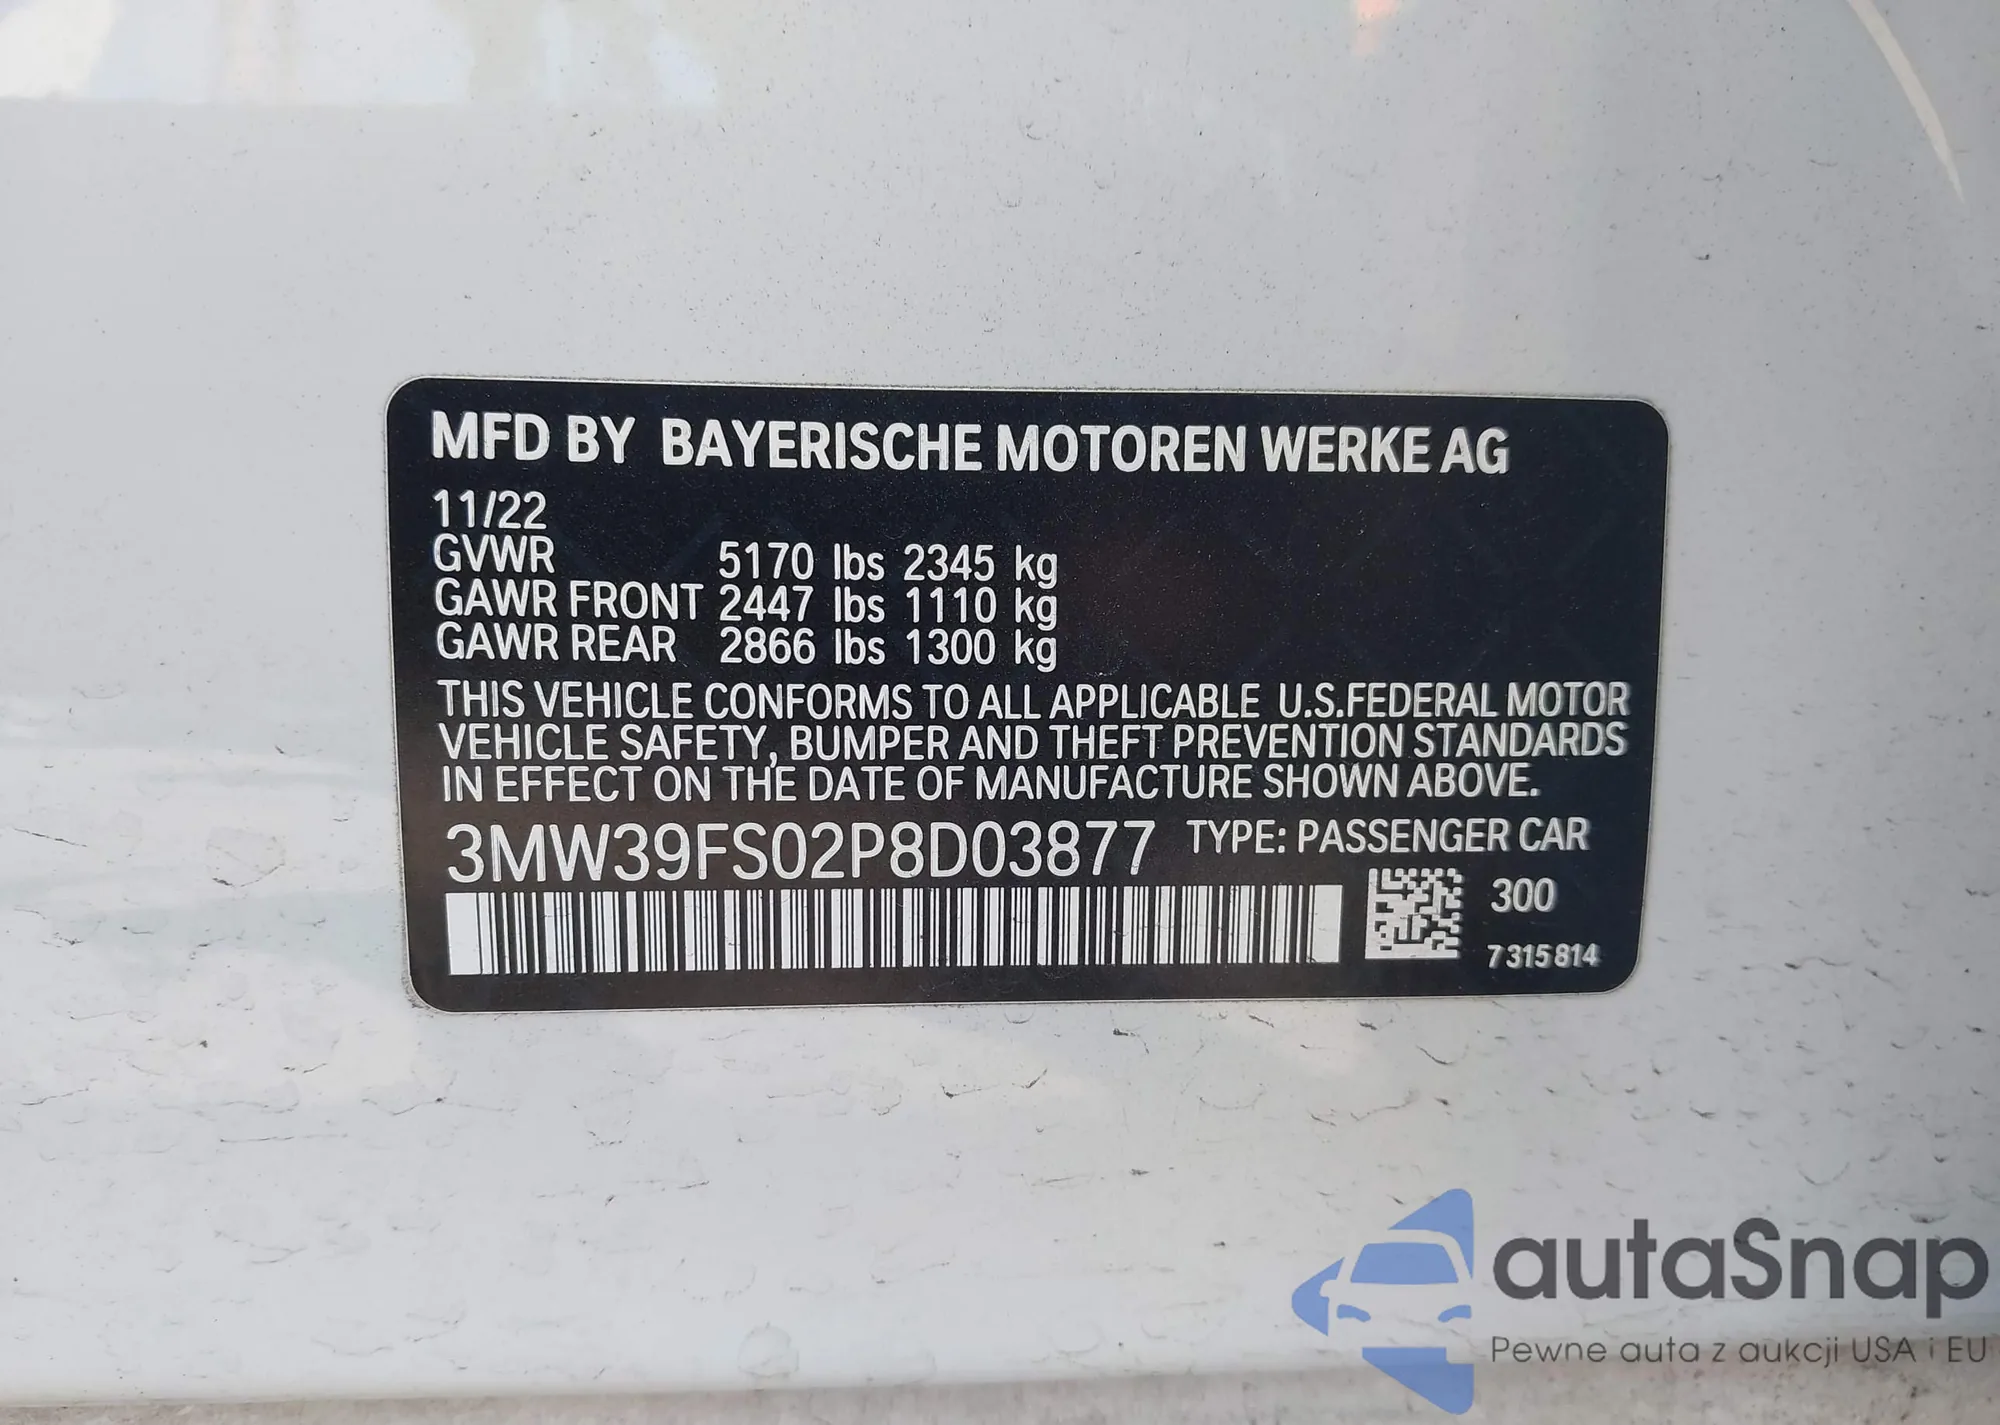 MFD BY BAYERISCHE MOTOREN WERKE AG
11/22
GVWR 5170 lbs 2345 kg
GAWR FRONT 2447 lbs 1110 kg
GAWR REAR 2866 lbs 1300 kg
THIS VEHICLE CONFORMS TO ALL APPLICABLE U.S.FEDERAL MOTOR
VEHICLE SAFETY, BUMPER AND THEFT PREVENTION STANDARDS
IN EFFECT ON THE DATE OF MANUFACTURE SHOWN ABOVE.
3MW39FS02P8D03877 TYPE: PASSENGER CAR
300
7315814
autaSnap
Pewne auta z aukcji USA i EU